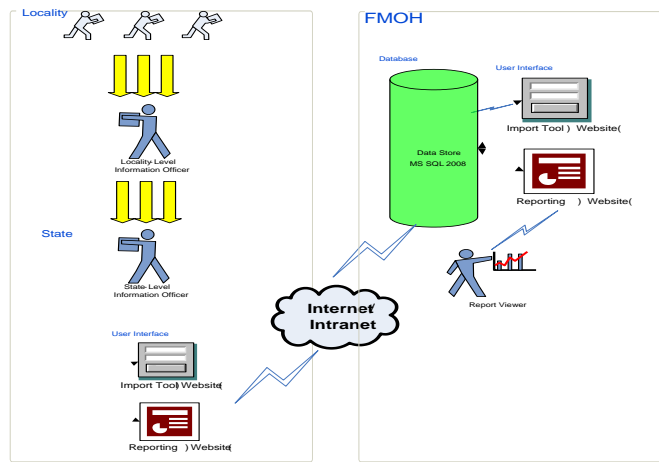 Locality
Locality-Level
Information Officer
State
State-Level
Information Officer
User Interface
Import Tool) Website(
Reporting ) Website(
Internet/
Intranet
FMOH
Database
Data Store
MS SQL 2008
User Interface
Import Tool ) Website(
Reporting ) Website(
Report Viewer